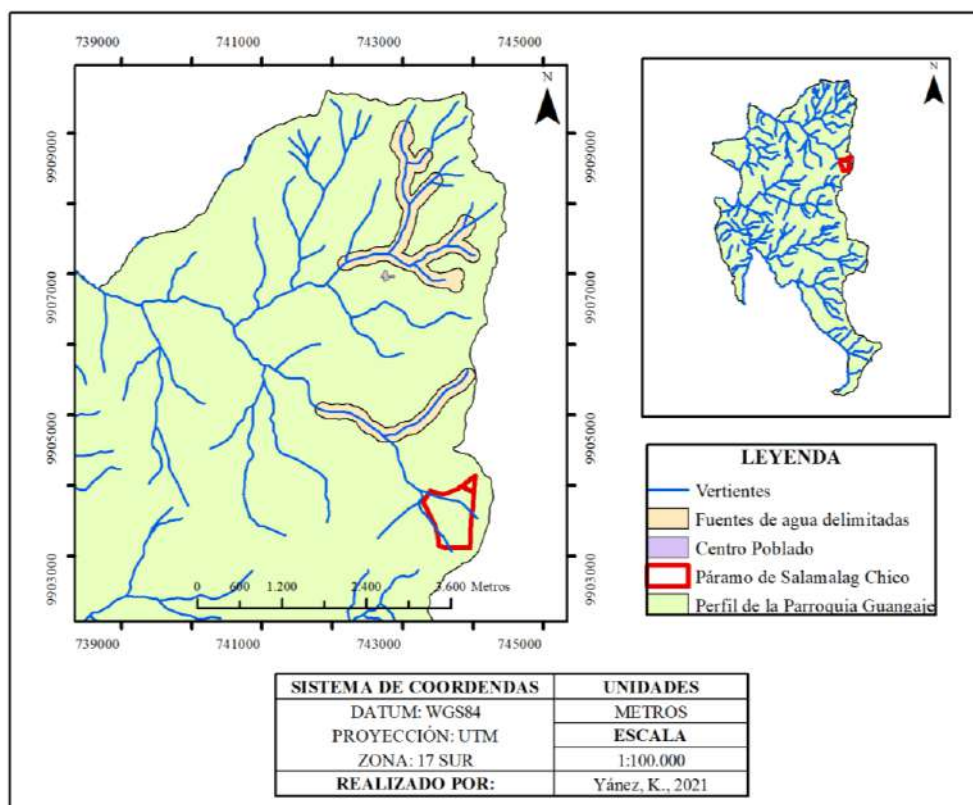 739000 741000 743000 745000
N
N
9909000
9909000
9907000
9907000
9905000
9905000
9903000
9903000
0 600 1.200 2.400 3.600 Metros
739000 741000 743000 745000
LEYENDA
Vertientes
Fuentes de agua delimitadas
Centro Poblado
Páramo de Salamalag Chico
Perfil de la Parroquia Guangaje
SISTEMA DE COORDENDAS UNIDADES
DATUM: WGS84 METROS
PROYECCIÓN: UTM ESCALA
ZONA: 17 SUR 1:100.000
REALIZADO POR: Yánez, K., 2021